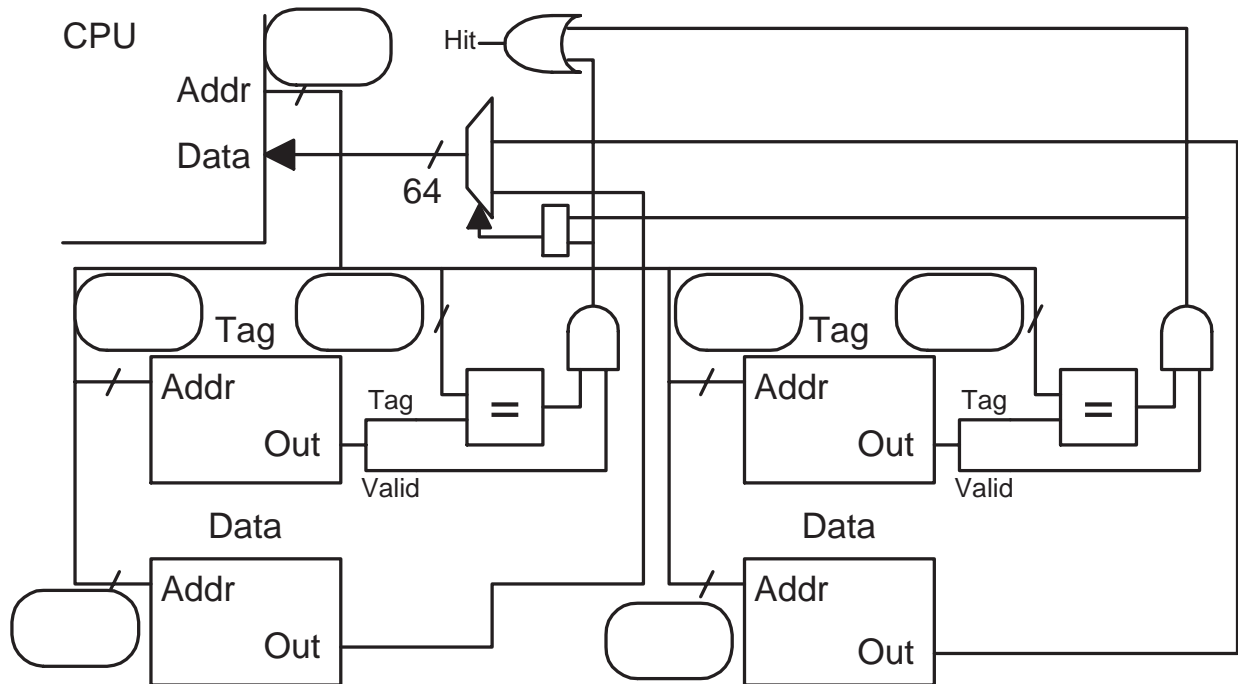 CPU
Hit
Addr
Data
64
Tag
Tag
Addr
Tag
=
Addr
Tag
=
Out
Out
Valid
Valid
Data
Data
Addr
Addr
Out
Out